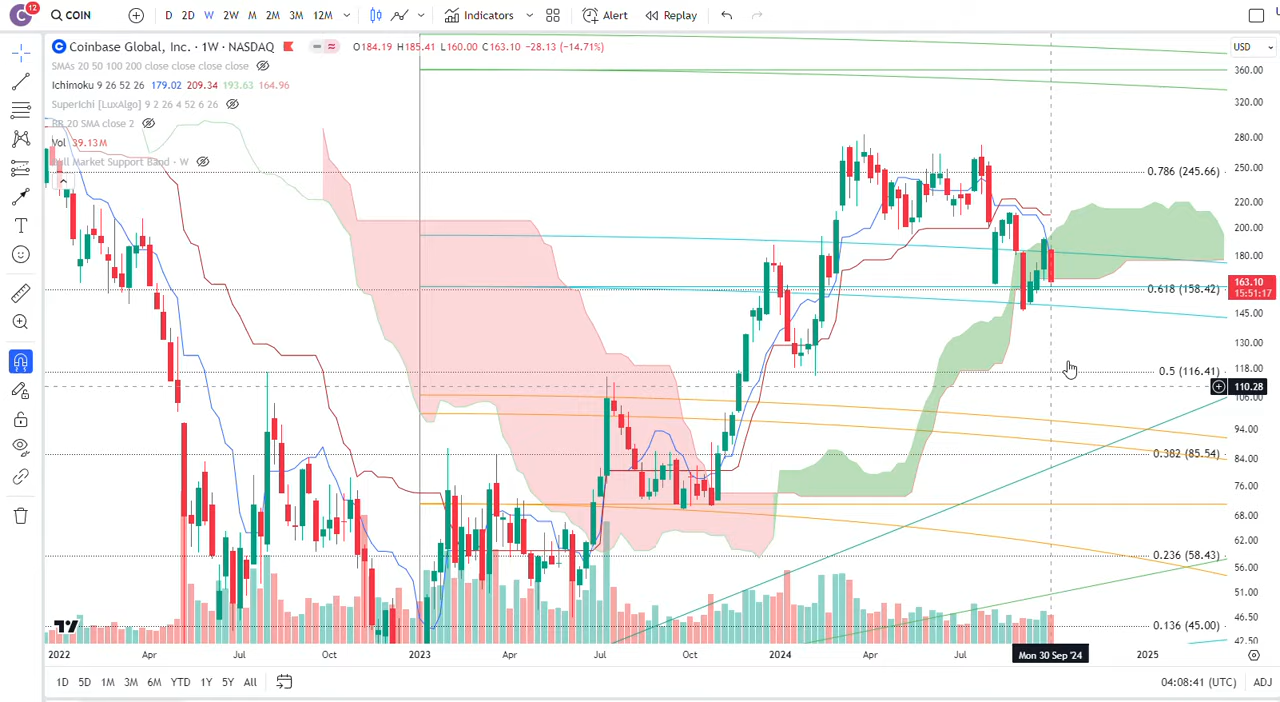 C 12 COIN D 2D W 2W M 2M 3M 12M Indicators Alert Replay
Coinbase Global, Inc. · 1W · NASDAQ O184.19 H185.41 L160.00 C163.10 -28.13 (-14.71%) USD
SMAs 20 50 100 200 close close close close
Ichimoku 9 26 52 26 179.02 209.34 193.63 164.96
SuperIchi [LuxAlgo] 9 2 26 4 52 6 26
BB 20 SMA close 2
Vol 39.13M
Bull Market Support Band · W
360.00
320.00
280.00
250.00
0.786 (245.66)
220.00
200.00
180.00
163.10
15:51:17
0.618 (158.42)
145.00
130.00
118.00
0.5 (116.41)
110.28
106.00
94.00
0.382 (85.54)
84.00
76.00
68.00
62.00
0.236 (58.43)
56.00
51.00
46.50
0.136 (45.00)
42.50
2022 Apr Jul Oct 2023 Apr Jul Oct 2024 Apr Jul Mon 30 Sep '24 2025
1D 5D 1M 3M 6M YTD 1Y 5Y All 04:08:41 (UTC) ADJ